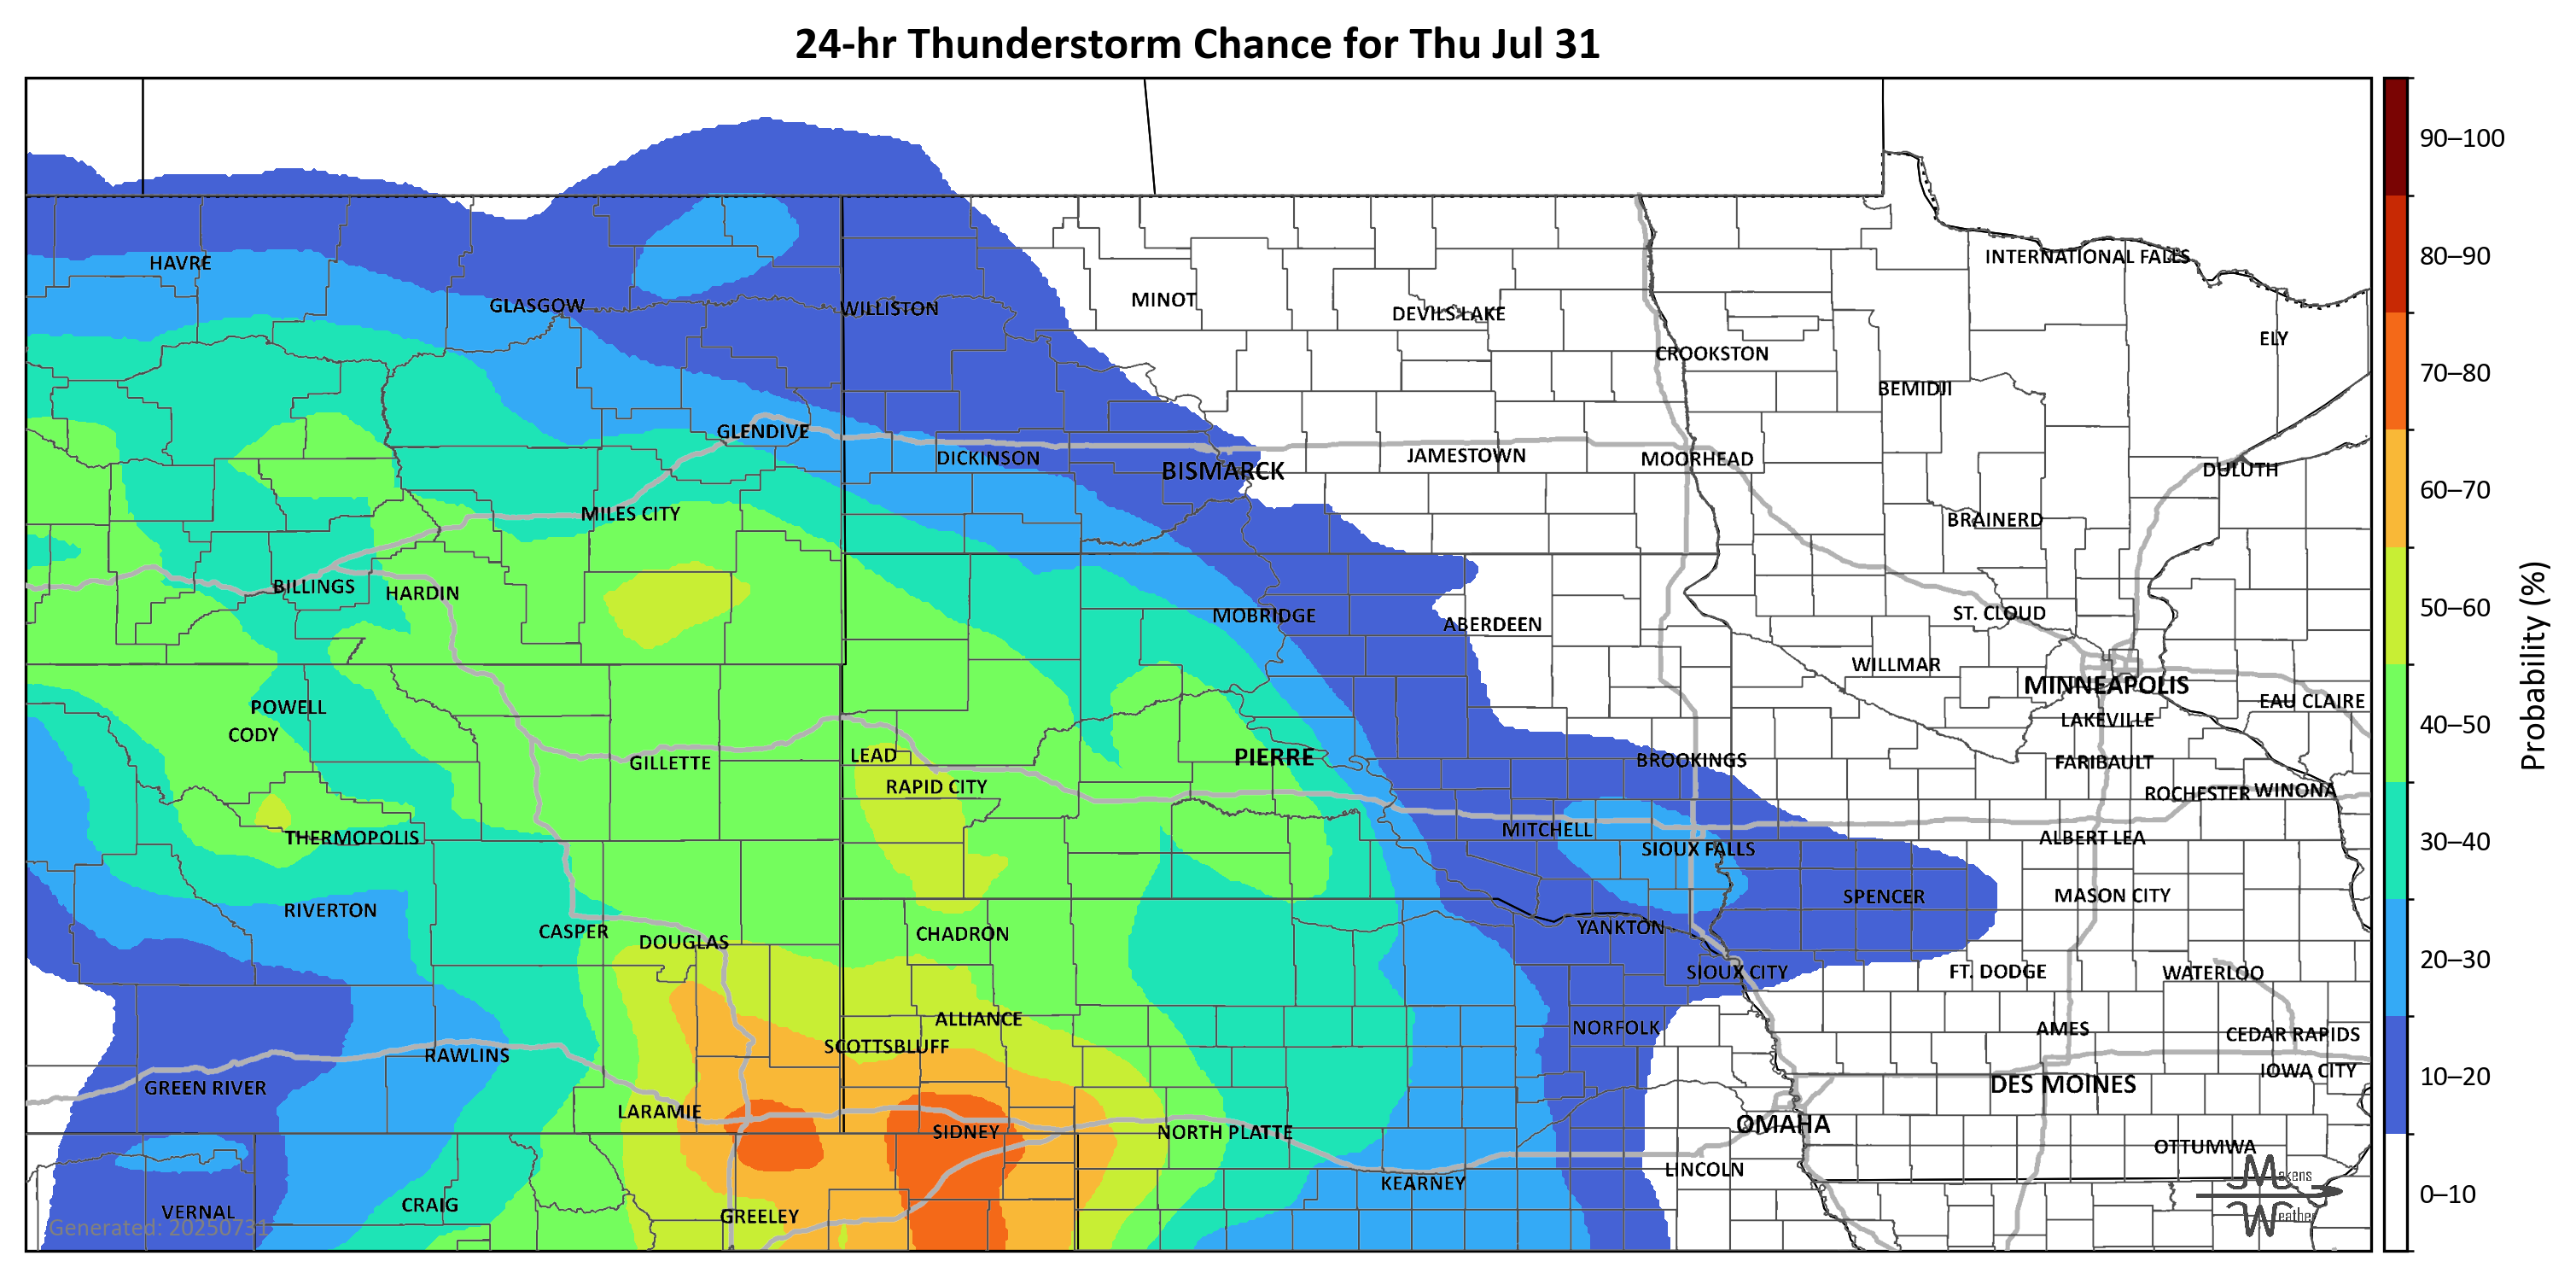 24-hr Thunderstorm Chance for Thu Jul 31
90–100
80–90
70–80
60–70
50–60
40–50
30–40
20–30
10–20
0–10
Probability (%)
HAVRE
INTERNATIONAL FALLS
GLASGOW
WILLISTON
MINOT
DEVILS LAKE
ELY
CROOKSTON
BEMIDJI
GLENDIVE
DICKINSON
BISMARCK
JAMESTOWN
MOORHEAD
DULUTH
MILES CITY
BRAINERD
BILLINGS
HARDIN
MOBRIDGE
ABERDEEN
ST. CLOUD
WILLMAR
MINNEAPOLIS
EAU CLAIRE
POWELL
LAKEVILLE
CODY
LEAD
PIERRE
BROOKINGS
GILLETTE
FARIBAULT
RAPID CITY
ROCHESTER
WINONA
THERMOPOLIS
MITCHELL
ALBERT LEA
SIOUX FALLS
SPENCER
MASON CITY
RIVERTON
CASPER
DOUGLAS
CHADRON
YANKTON
SIOUX CITY
FT. DODGE
WATERLOO
ALLIANCE
NORFOLK
AMES
CEDAR RAPIDS
SCOTTSBLUFF
RAWLINS
IOWA CITY
GREEN RIVER
DES MOINES
LARAMIE
SIDNEY
NORTH PLATTE
OMAHA
OTTUMWA
LINCOLN
KEARNEY
CRAIG
VERNAL
GREELEY
Generated: 20250731
Makens
Weather